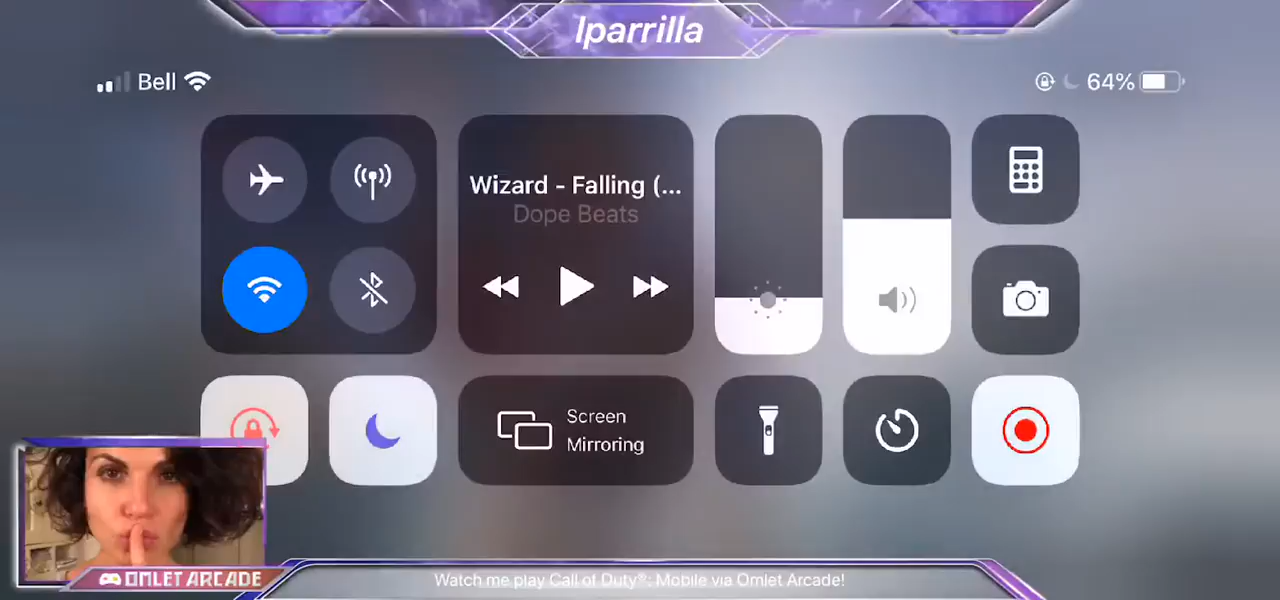 lparrilla
Bell
64%
Wizard - Falling (...
Dope Beats
Screen
Mirroring
OMLET ARCADE
Watch me play Call of Duty®: Mobile via Omlet Arcade!